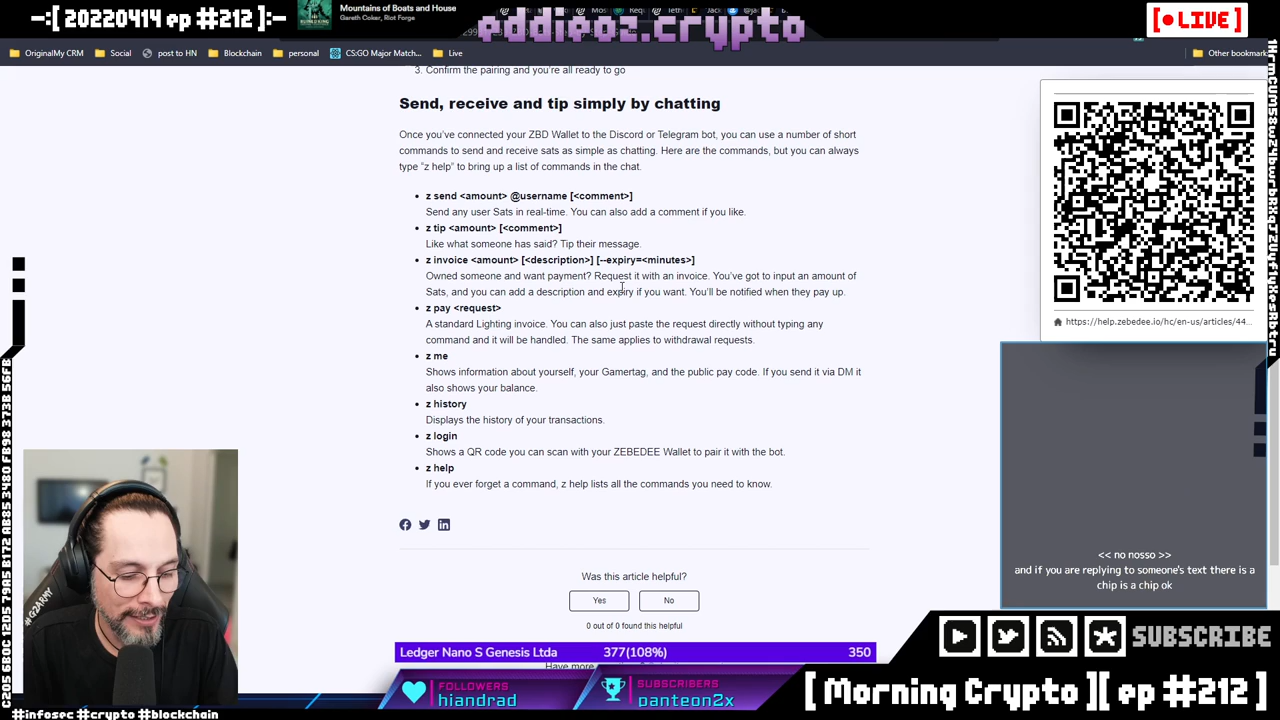 -:[ 20220414 ep #212 ]:-
Mountains of Boats and House
Gareth Coker, Riot Forge
eddieoz.crypto
[ ● LIVE ]
OriginalMy CRM
Social
post to HN
Blockchain
personal
CS:GO Major Match...
Live
Other bookmark
3. Confirm the pairing and you're all ready to go
Send, receive and tip simply by chatting
Once you've connected your ZBD Wallet to the Discord or Telegram bot, you can use a number of short
commands to send and receive sats as simple as chatting. Here are the commands, but you can always
type "z help" to bring up a list of commands in the chat.
z send <amount> @username [<comment>]
Send any user Sats in real-time. You can also add a comment if you like.
z tip <amount> [<comment>]
Like what someone has said? Tip their message.
z invoice <amount> [<description>] [--expiry=<minutes>]
Owned someone and want payment? Request it with an invoice. You've got to input an amount of
Sats, and you can add a description and expiry if you want. You'll be notified when they pay up.
z pay <request>
A standard Lighting invoice. You can also just paste the request directly without typing any
command and it will be handled. The same applies to withdrawal requests.
z me
Shows information about yourself, your Gamertag, and the public pay code. If you send it via DM it
also shows your balance.
z history
Displays the history of your transactions.
z login
Shows a QR code you can scan with your ZEBEDEE Wallet to pair it with the bot.
z help
If you ever forget a command, z help lists all the commands you need to know.
Was this article helpful?
Yes
No
0 out of 0 found this helpful
Have more
https://help.zebedee.io/hc/en-us/articles/44...
<< no nosso >>
and if you are replying to someone's text there is a
chip is a chip ok
Ledger Nano S Genesis Ltda
377(108%)
350
FOLLOWERS
hiandrad
SUBSCRIBERS
panteon2x
SUBSCRIBE
[ Morning Crypto ][ ep #212 ]
#infosec #crypto #blockchain